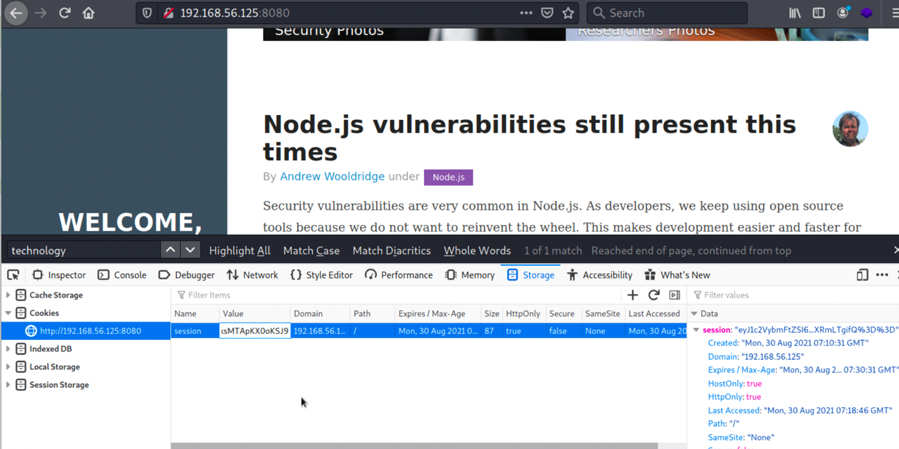 192.168.56.125:8080
Search
Security Photos
Researchers Photos
Node.js vulnerabilities still present this
times
By Andrew Wooldridge under Node.js
Security vulnerabilities are very common in Node.js. As developers, we keep using open source
tools because we do not want to reinvent the wheel. This makes development easier and faster for
WELCOME,
technology
Highlight All
Match Case
Match Diacritics
Whole Words
1 of 1 match
Reached end of page, continued from top
Inspector
Console
Debugger
Network
Style Editor
Performance
Memory
Storage
Accessibility
What's New
Cache Storage
Cookies
http://192.168.56.125:8080
Indexed DB
Local Storage
Session Storage
Filter Items
Name Value Domain Path Expires / Max-Age Size HttpOnly Secure SameSite Last Accessed
session csMTApKX0oKSJ9 192.168.56.1... / Mon, 30 Aug 2021 0... 87 true false None Mon, 30 Aug 20
Filter values
Data
session: "eyJ1c2VybmFtZSI6...XRmLTgifQ%3D%3D"
Created: "Mon, 30 Aug 2021 07:10:31 GMT"
Domain: "192.168.56.125"
Expires / Max-Age: "Mon, 30 Aug 2... 07:30:31 GMT"
HostOnly: true
HttpOnly: true
Last Accessed: "Mon, 30 Aug 2021 07:18:46 GMT"
Path: "/"
SameSite: "None"